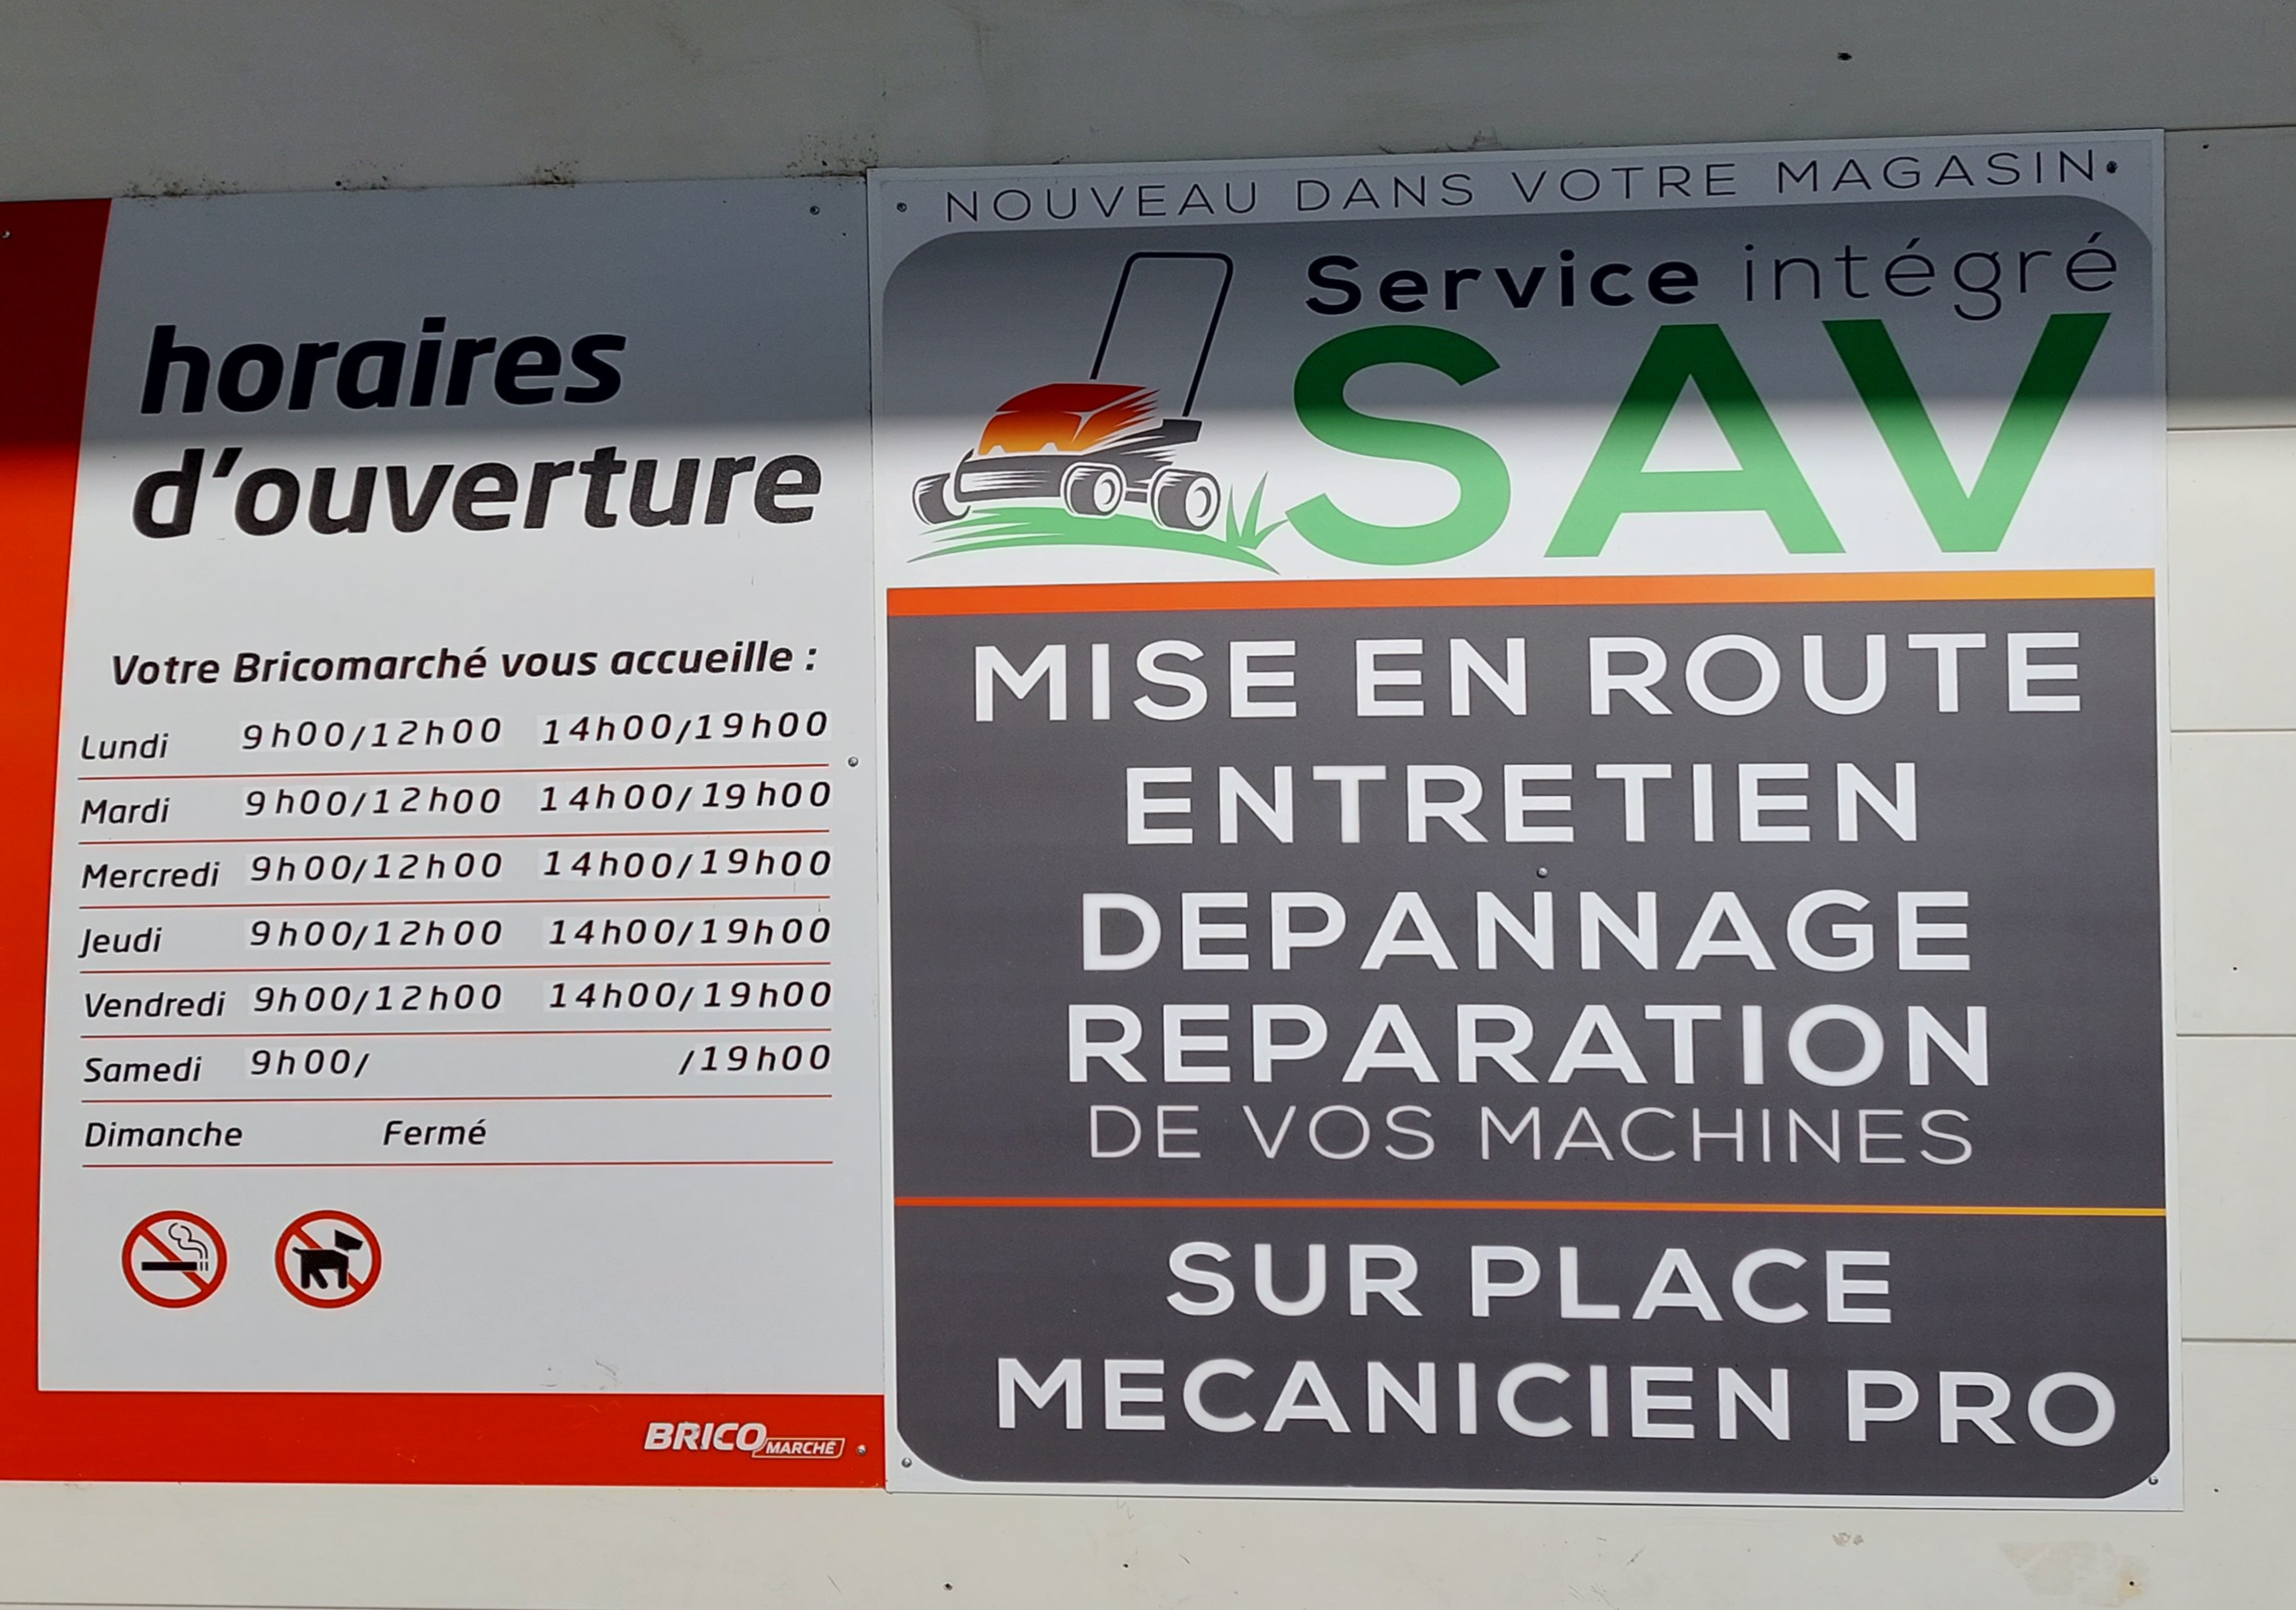 horaires
d'ouverture
Votre Bricomarché vous accueille :
Lundi 9h00/12h00 14h00/19h00
Mardi 9h00/12h00 14h00/19h00
Mercredi 9h00/12h00 14h00/19h00
Jeudi 9h00/12h00 14h00/19h00
Vendredi 9h00/12h00 14h00/19h00
Samedi 9h00/ /19h00
Dimanche Fermé
BRICO MARCHÉ
NOUVEAU DANS VOTRE MAGASIN
Service intégré
SAV
MISE EN ROUTE
ENTRETIEN
DEPANNAGE
REPARATION
DE VOS MACHINES
SUR PLACE
MECANICIEN PRO